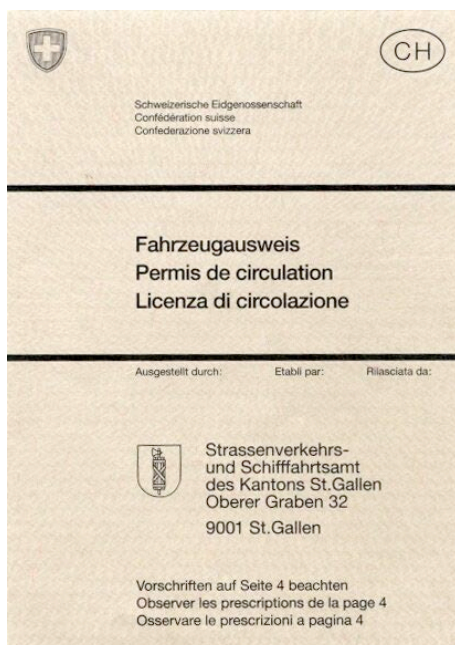 CH
Schweizerische Eidgenossenschaft
Confédération suisse
Confederazione svizzera
Fahrzeugausweis
Permis de circulation
Licenza di circolazione
Ausgestellt durch: Etabli par: Rilasciata da:
Strassenverkehrs-
und Schifffahrtsamt
des Kantons St.Gallen
Oberer Graben 32
9001 St.Gallen
Vorschriften auf Seite 4 beachten
Observer les prescriptions de la page 4
Osservare le prescrizioni a pagina 4